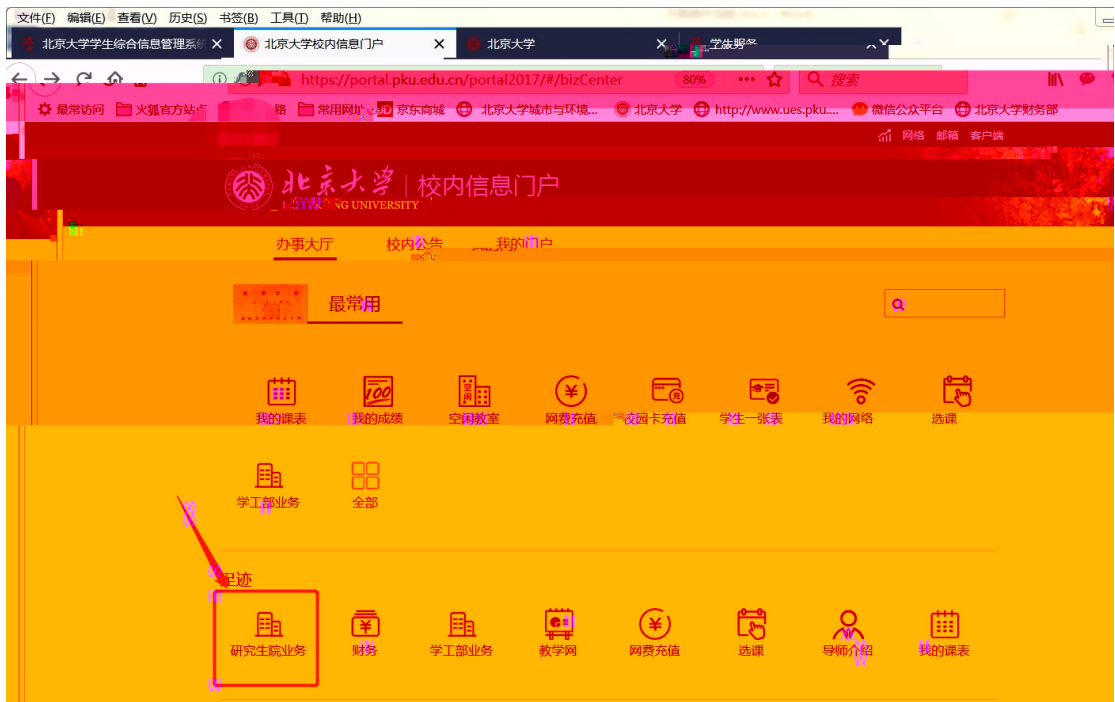 文件(F) 编辑(E) 查看(V) 历史(S) 书签(B) 工具(T) 帮助(H)
北京大学学生综合信息管理系 北京大学校内信息门户 北京大学
https://portal.pku.edu.cn/portal2017/#/bizCenter 80% 搜索
最常访问 火狐官方站点 常用网址 JD 京东商城 北京大学城市与环境... 北京大学 http://www.ues.pku.... 微信公众平台 北京大学财务部
网络 邮箱 客户端
北京大学 校内信息门户
NG UNIVERSITY
办事大厅 校内公告 我的门户
最常用
我的课表 我的成绩 空闲教室 网费充值 校园卡充值 学生一张表 我的网络 选课
学工部业务 全部
足迹
研究生院业务 财务 学工部业务 教学网 网费充值 选课 导师介绍 我的课表